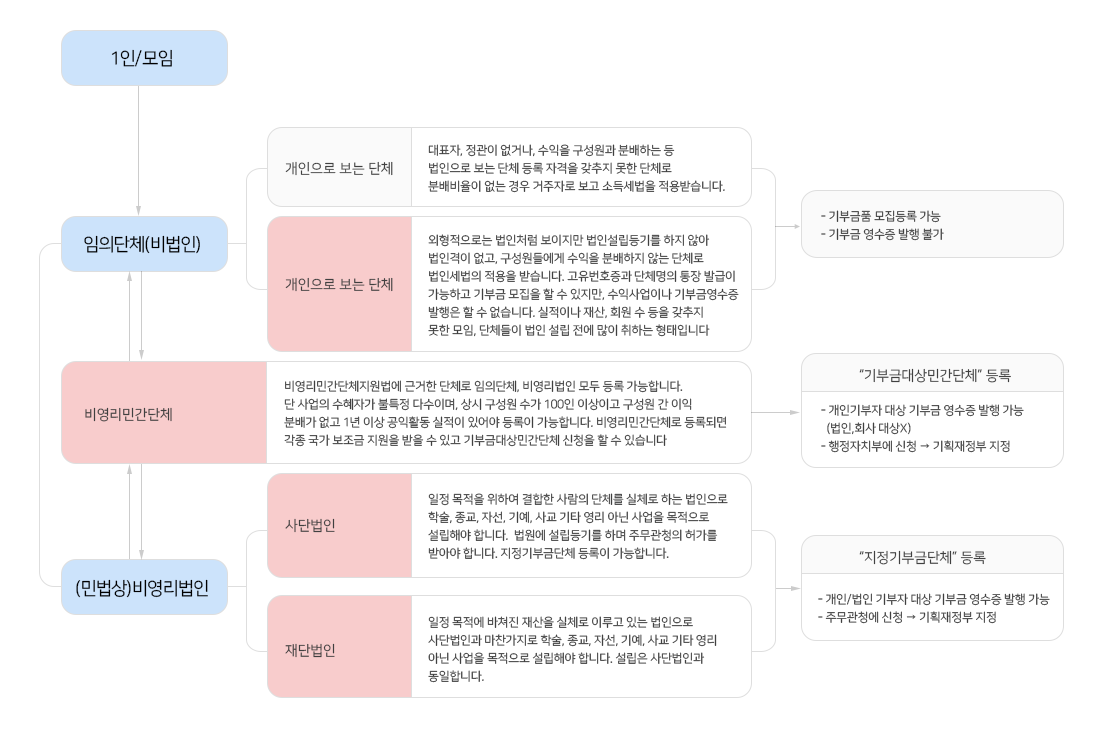 1인/모임
임의단체(비법인)
개인으로 보는 단체
대표자, 정관이 없거나, 수익을 구성원과 분배하는 등
법인으로 보는 단체 등록 자격을 갖추지 못한 단체로
분배비율이 없는 경우 거주자로 보고 소득세법을 적용받습니다.
개인으로 보는 단체
외형적으로는 법인처럼 보이지만 법인설립등기를 하지 않아
법인격이 없고, 구성원들에게 수익을 분배하지 않는 단체로
법인세법의 적용을 받습니다. 고유번호증과 단체명의 통장 발급이
가능하고 기부금 모집을 할 수 있지만, 수익사업이나 기부금영수증
발행은 할 수 없습니다. 실적이나 재산, 회원 수 등을 갖추지
못한 모임, 단체들이 법인 설립 전에 많이 취하는 형태입니다
- 기부금품 모집등록 가능
- 기부금 영수증 발행 불가
비영리민간단체
비영리민간단체지원법에 근거한 단체로 임의단체, 비영리법인 모두 등록 가능합니다.
단 사업의 수혜자가 불특정 다수이며, 상시 구성원 수가 100인 이상이고 구성원 간 이익
분배가 없고 1년 이상 공익활동 실적이 있어야 등록이 가능합니다. 비영리민간단체로 등록되면
각종 국가 보조금 지원을 받을 수 있고 기부금대상민간단체 신청을 할 수 있습니다
“기부금대상민간단체” 등록
- 개인기부자 대상 기부금 영수증 발행 가능
(법인,회사 대상X)
- 행정자치부에 신청 → 기획재정부 지정
(민법상)비영리법인
사단법인
일정 목적을 위하여 결합한 사람의 단체를 실체로 하는 법인으로
학술, 종교, 자선, 기예, 사교 기타 영리 아닌 사업을 목적으로
설립해야 합니다. 법원에 설립등기를 하며 주무관청의 허가를
받아야 합니다. 지정기부금단체 등록이 가능합니다.
재단법인
일정 목적에 바쳐진 재산을 실체로 이루고 있는 법인으로
사단법인과 마찬가지로 학술, 종교, 자선, 기예, 사교 기타 영리
아닌 사업을 목적으로 설립해야 합니다. 설립은 사단법인과
동일합니다.
“지정기부금단체” 등록
- 개인/법인 기부자 대상 기부금 영수증 발행 가능
- 주무관청에 신청 → 기획재정부 지정